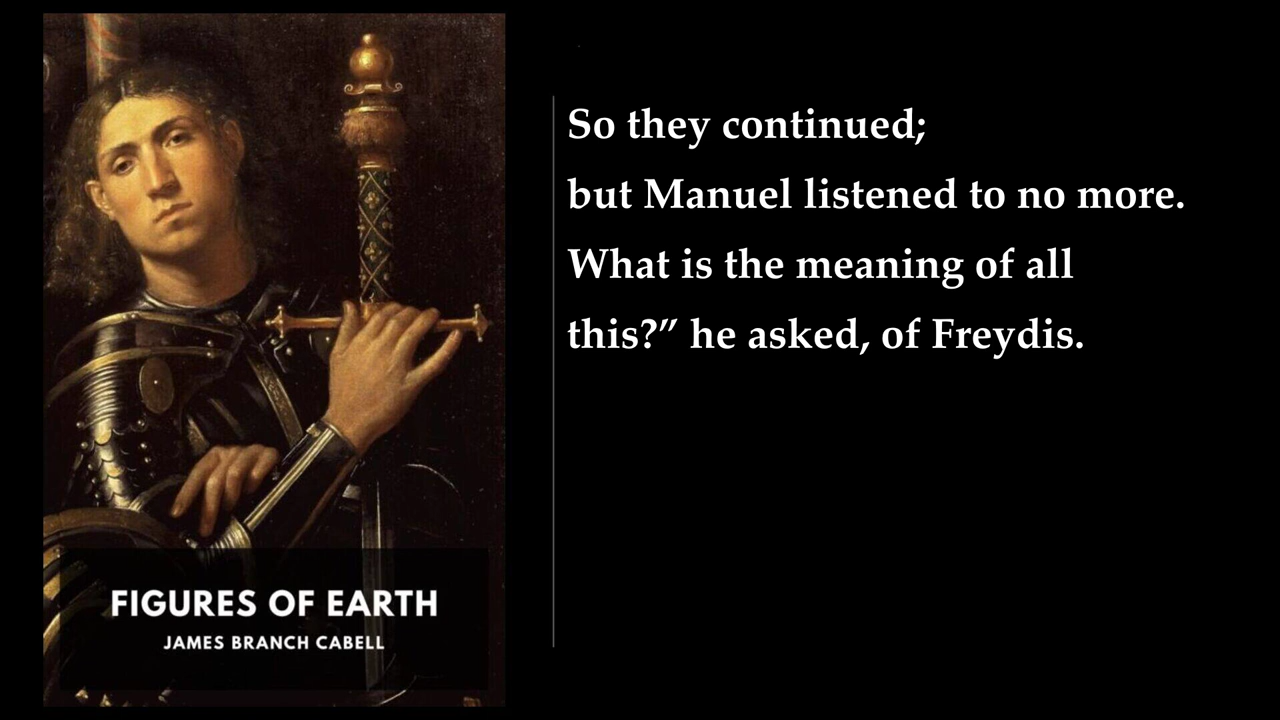 So they continued;
but Manuel listened to no more.
What is the meaning of all
this?” he asked, of Freydis.
FIGURES OF EARTH
JAMES BRANCH CABELL